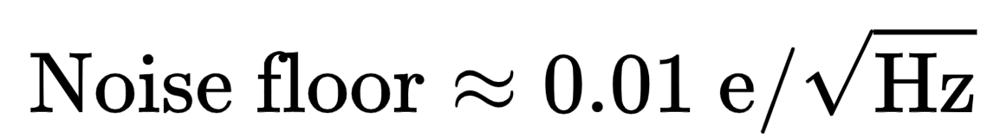 Noise floor ≈ 0.01 e/√Hz